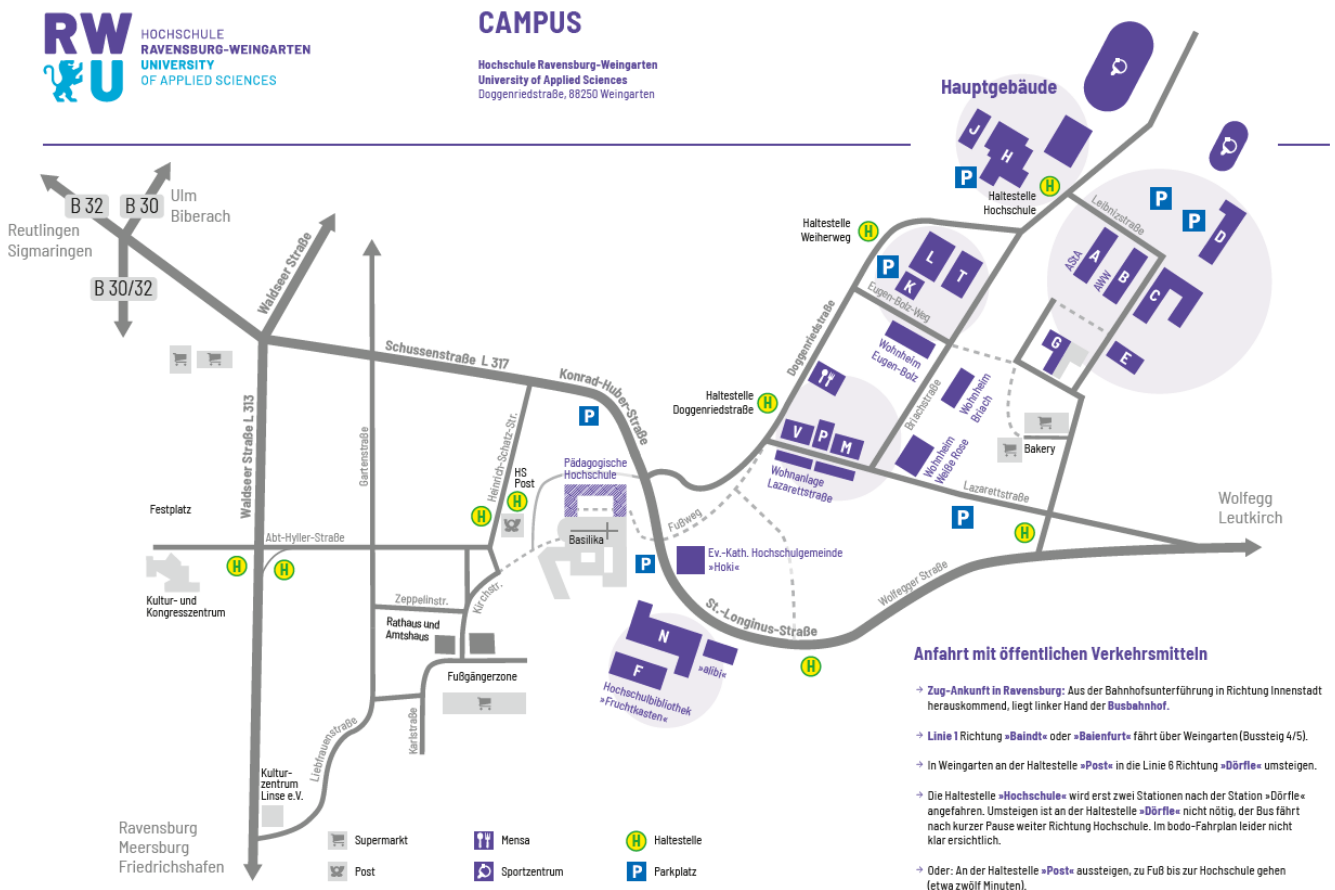 RW
U
HOCHSCHULE
RAVENSBURG-WEINGARTEN
UNIVERSITY
OF APPLIED SCIENCES
CAMPUS
Hochschule Ravensburg-Weingarten
University of Applied Sciences
Doggenriedstraße, 88250 Weingarten
Hauptgebäude
J
H
P
H
Haltestelle
Hochschule
Leibnizstraße
P
P
D
A
AStA
B
AWW
C
E
G
B 32
B 30
Ulm
Biberach
Reutlingen
Sigmaringen
B 30/32
Waldseer Straße
Haltestelle
Weiherweg
H
P
L
T
K
Eugen-Bolz-Weg
Doggenriedstraße
Wohnheim
Eugen-Bolz
Schussenstraße L 317
Konrad-Huber-Straße
P
Haltestelle
Doggenriedstraße
H
V
P
M
Briachstraße
Wohnheim
Briach
Wohnheim
Weiße Rose
Bakery
Wohnanlage
Lazarettstraße
Lazarettstraße
P
H
Wolfegg
Leutkirch
Waldseer Straße L 313
Gartenstraße
Heinrich-Schatz-Str.
HS
Post
H
H
Pädagogische
Hochschule
Basilika
Fußweg
Festplatz
Abt-Hyller-Straße
H
H
P
Ev.-Kath. Hochschulgemeinde
»Hoki«
Kultur- und
Kongresszentrum
Zeppelinstr.
Kirchstr.
Rathaus und
Amtshaus
Fußgängerzone
St.-Longinus-Straße
Wolfegger Straße
H
N
F
»alibi«
Hochschulbibliothek
»Fruchtkasten«
Liebfrauenstraße
Karlstraße
Kultur-
zentrum
Linse e.V.
Ravensburg
Meersburg
Friedrichshafen
Supermarkt
Mensa
H Haltestelle
Post
Sportzentrum
P Parkplatz
Anfahrt mit öffentlichen Verkehrsmitteln
→ Zug-Ankunft in Ravensburg: Aus der Bahnhofsunterführung in Richtung Innenstadt
herauskommend, liegt linker Hand der Busbahnhof.
→ Linie 1 Richtung »Baindt« oder »Baienfurt« fährt über Weingarten (Bussteig 4/5).
→ In Weingarten an der Haltestelle »Post« in die Linie 6 Richtung »Dörfle« umsteigen.
→ Die Haltestelle »Hochschule« wird erst zwei Stationen nach der Station »Dörfle«
angefahren. Umsteigen ist an der Haltestelle »Dörfle« nicht nötig, der Bus fährt
nach kurzer Pause weiter Richtung Hochschule. Im bodo-Fahrplan leider nicht
klar ersichtlich.
→ Oder: An der Haltestelle »Post« aussteigen, zu Fuß bis zur Hochschule gehen
(etwa zwölf Minuten).